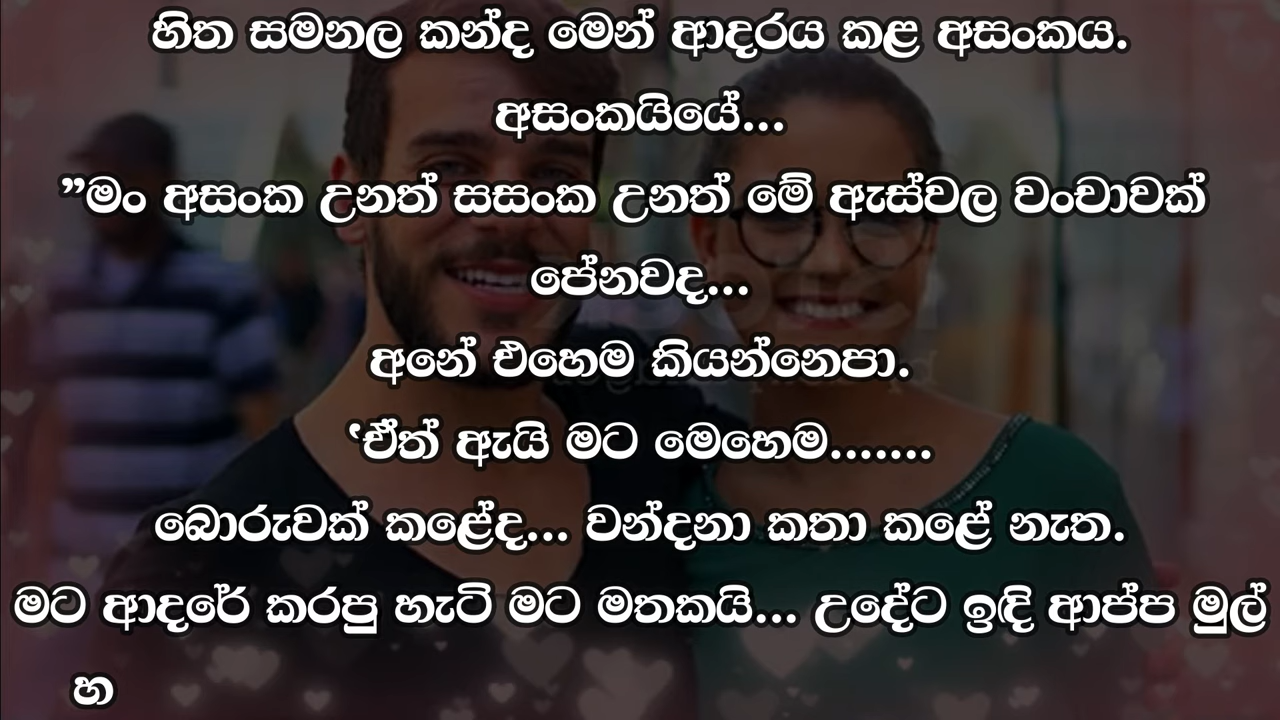 හිත සමනල කන්ද මෙන් ආදරය කළ අසංකය.
අසංකයියේ...
”මං අසංක උනත් සසංක උනත් මේ ඇස්වල වංචාවක්
පේනවද...
අනේ එහෙම කියන්නෙපා.
‛ඒත් ඇයි මට මෙහෙම.......
බොරුවක් කළේද... වන්දනා කතා කළේ නැත.
මට ආදරේ කරපු හැටි මට මතකයි... උදේට ඉඳි ආප්ප මුල්
හ